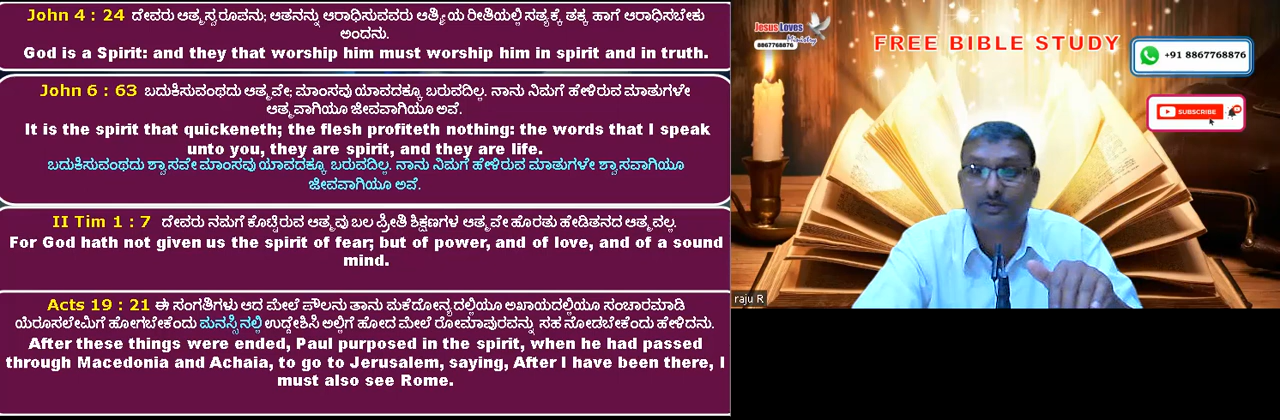 John 4 : 24 ದೇವರು ಆತ್ಮಸ್ವರೂಪನು; ಆತನನ್ನು ಆರಾಧಿಸುವವರು ಆತ್ಮೀಯ ರೀತಿಯಲ್ಲಿ ಸತ್ಯಕ್ಕೆ ತಕ್ಕ ಹಾಗೆ ಆರಾಧಿಸಬೇಕು
ಅಂದನು.
God is a Spirit: and they that worship him must worship him in spirit and in truth.
John 6 : 63 ಬದುಕಿಸುವಂಥದು ಆತ್ಮವೇ; ಮಾಂಸವು ಯಾವದಕ್ಕೂ ಬರುವದಿಲ್ಲ. ನಾನು ನಿಮಗೆ ಹೇಳಿರುವ ಮಾತುಗಳೇ
ಆತ್ಮವಾಗಿಯೂ ಜೀವವಾಗಿಯೂ ಅವೆ.
It is the spirit that quickeneth; the flesh profiteth nothing: the words that I speak
unto you, they are spirit, and they are life.
ಬದುಕಿಸುವಂಥದು ಶ್ವಾಸವೇ ಮಾಂಸವು ಯಾವದಕ್ಕೂ ಬರುವದಿಲ್ಲ. ನಾನು ನಿಮಗೆ ಹೇಳಿರುವ ಮಾತುಗಳೇ ಶ್ವಾಸವಾಗಿಯೂ
ಜೀವವಾಗಿಯೂ ಅವೆ.
II Tim 1 : 7 ದೇವರು ನಮಗೆ ಕೊಟ್ಟಿರುವ ಆತ್ಮವು ಬಲ ಪ್ರೀತಿ ಶಿಕ್ಷಣಗಳ ಆತ್ಮವೇ ಹೊರತು ಹೇಡಿತನದ ಆತ್ಮವಲ್ಲ.
For God hath not given us the spirit of fear; but of power, and of love, and of a sound
mind.
Acts 19 : 21 ಈ ಸಂಗತಿಗಳು ಆದ ಮೇಲೆ ಪೌಲನು ತಾನು ಮಕೆದೋನ್ಯದಲ್ಲಿಯೂ ಅಖಾಯದಲ್ಲಿಯೂ ಸಂಚಾರಮಾಡಿ
ಯೆರೂಸಲೇಮಿಗೆ ಹೋಗಬೇಕೆಂದು ಮನಸ್ಸಿನಲ್ಲಿ ಉದ್ದೇಶಿಸಿ ಅಲ್ಲಿಗೆ ಹೋದ ಮೇಲೆ ರೋಮಾಪುರವನ್ನು ಸಹ ನೋಡಬೇಕೆಂದು ಹೇಳಿದನು.
After these things were ended, Paul purposed in the spirit, when he had passed
through Macedonia and Achaia, to go to Jerusalem, saying, After I have been there, I
must also see Rome.
Jesus Loves
Ministry
8867768876
FREE BIBLE STUDY
+91 8867768876
SUBSCRIBE
raju R